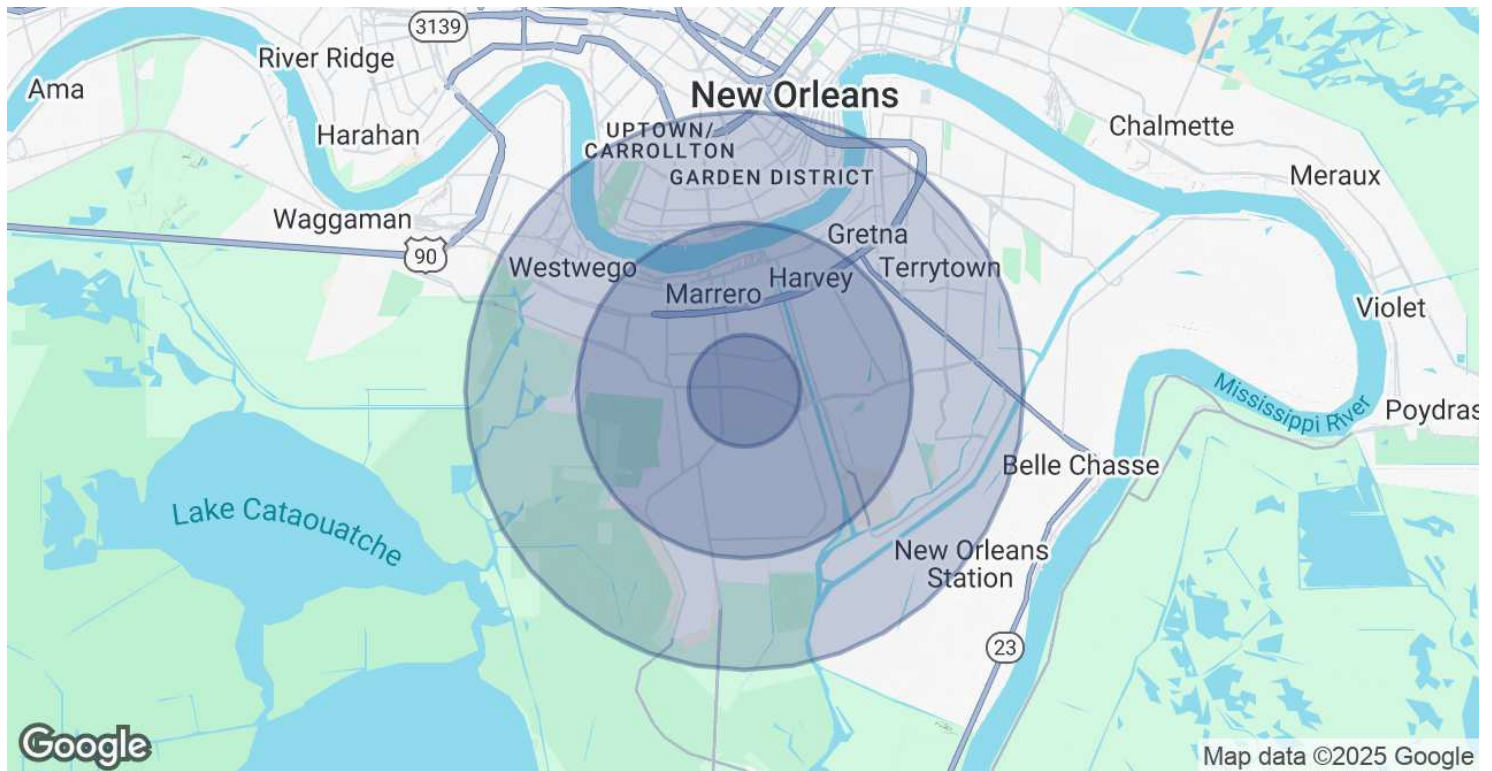 3139
River Ridge
Ama
New Orleans
Harahan
UPTOWN/
CARROLLTON
Chalmette
GARDEN DISTRICT
Meraux
Waggaman
Gretna
90
Westwego
Terrytown
Harvey
Marrero
Violet
Mississippi River
Poydras
Belle Chasse
Lake Cataouatche
New Orleans
Station
23
Google
Map data ©2025 Google